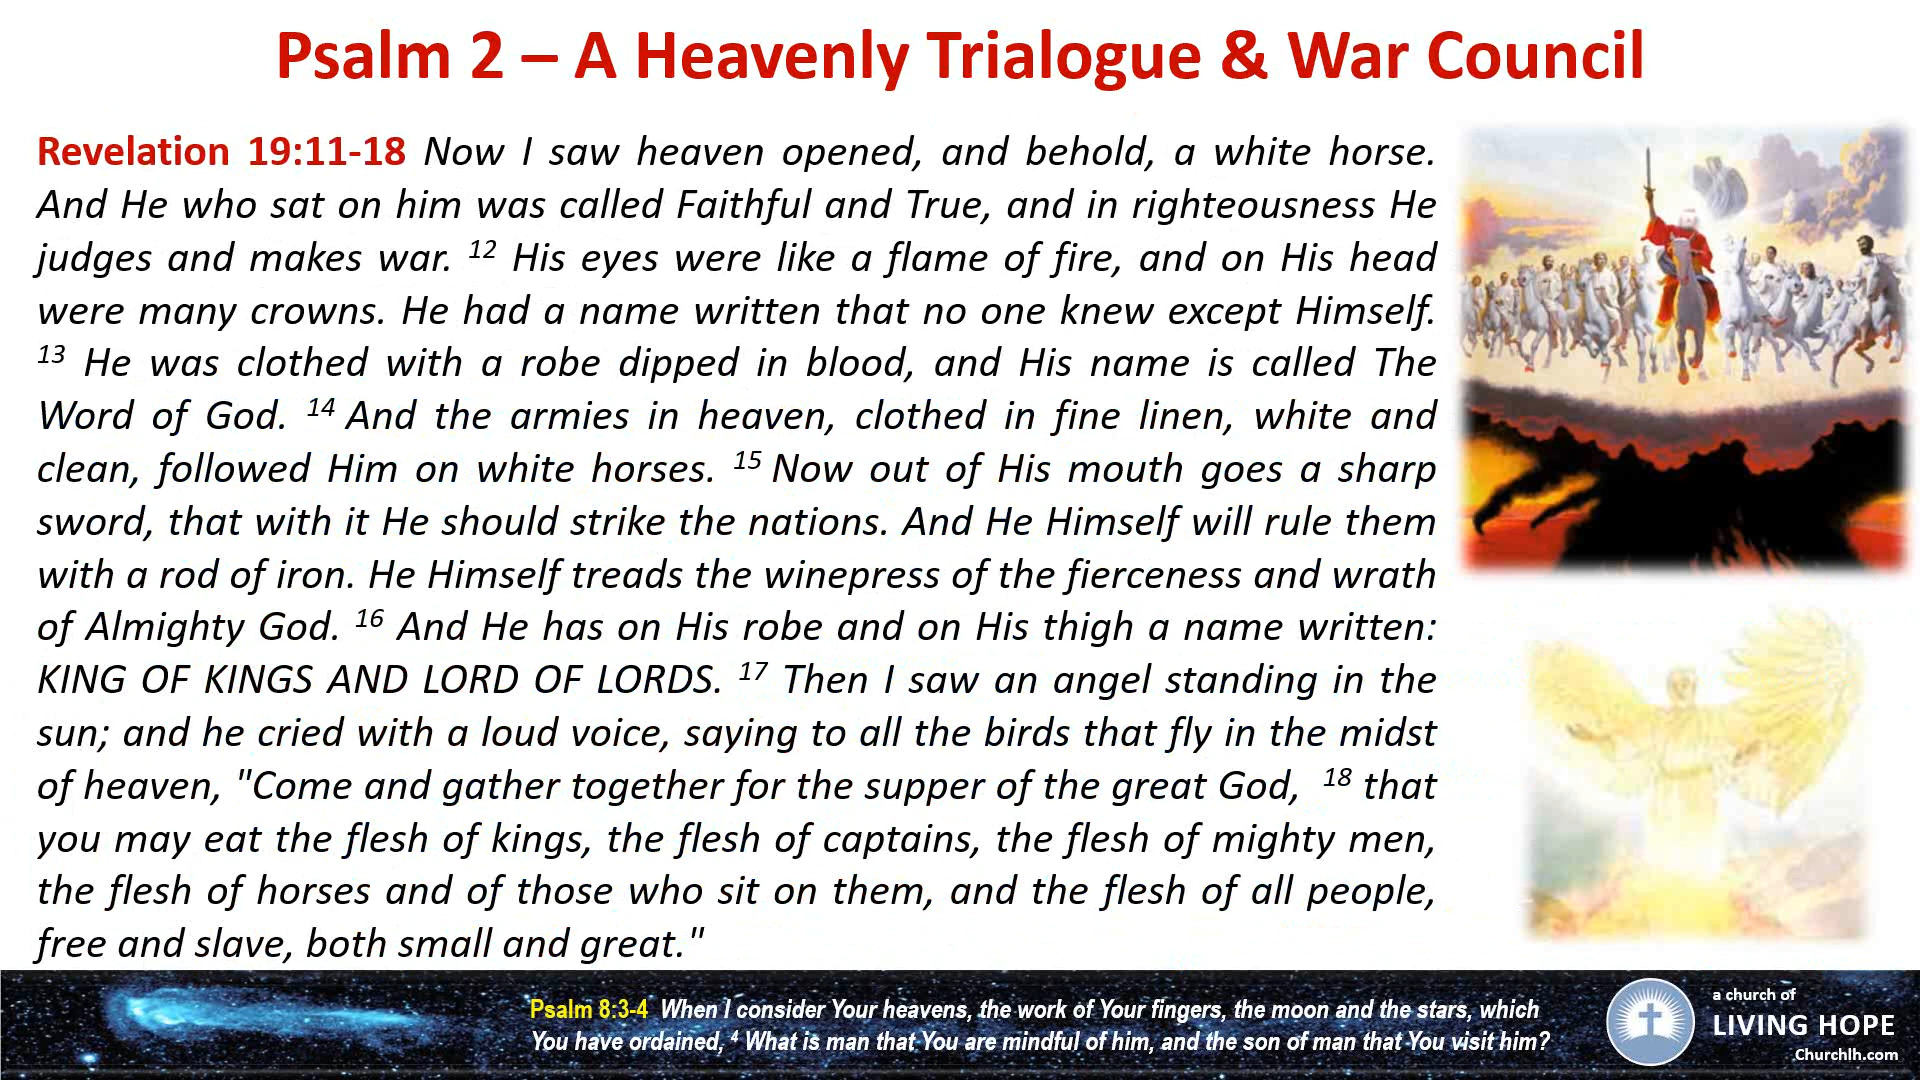 Psalm 2 – A Heavenly Trialogue & War Council
Revelation 19:11-18 Now I saw heaven opened, and behold, a white horse.
And He who sat on him was called Faithful and True, and in righteousness He
judges and makes war. 12 His eyes were like a flame of fire, and on His head
were many crowns. He had a name written that no one knew except Himself.
13 He was clothed with a robe dipped in blood, and His name is called The
Word of God. 14 And the armies in heaven, clothed in fine linen, white and
clean, followed Him on white horses. 15 Now out of His mouth goes a sharp
sword, that with it He should strike the nations. And He Himself will rule them
with a rod of iron. He Himself treads the winepress of the fierceness and wrath
of Almighty God. 16 And He has on His robe and on His thigh a name written:
KING OF KINGS AND LORD OF LORDS. 17 Then I saw an angel standing in the
sun; and he cried with a loud voice, saying to all the birds that fly in the midst
of heaven, "Come and gather together for the supper of the great God, 18 that
you may eat the flesh of kings, the flesh of captains, the flesh of mighty men,
the flesh of horses and of those who sit on them, and the flesh of all people,
free and slave, both small and great."
Psalm 8:3-4 When I consider Your heavens, the work of Your fingers, the moon and the stars, which
You have ordained, 4 What is man that You are mindful of him, and the son of man that You visit him?
a church of
LIVING HOPE
Churchlh.com